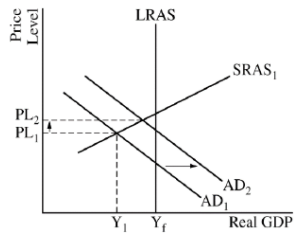 Price
Level
LRAS
SRAS₁
PL₂
PL₁
AD₂
AD₁
Y₁
Yf
Real GDP